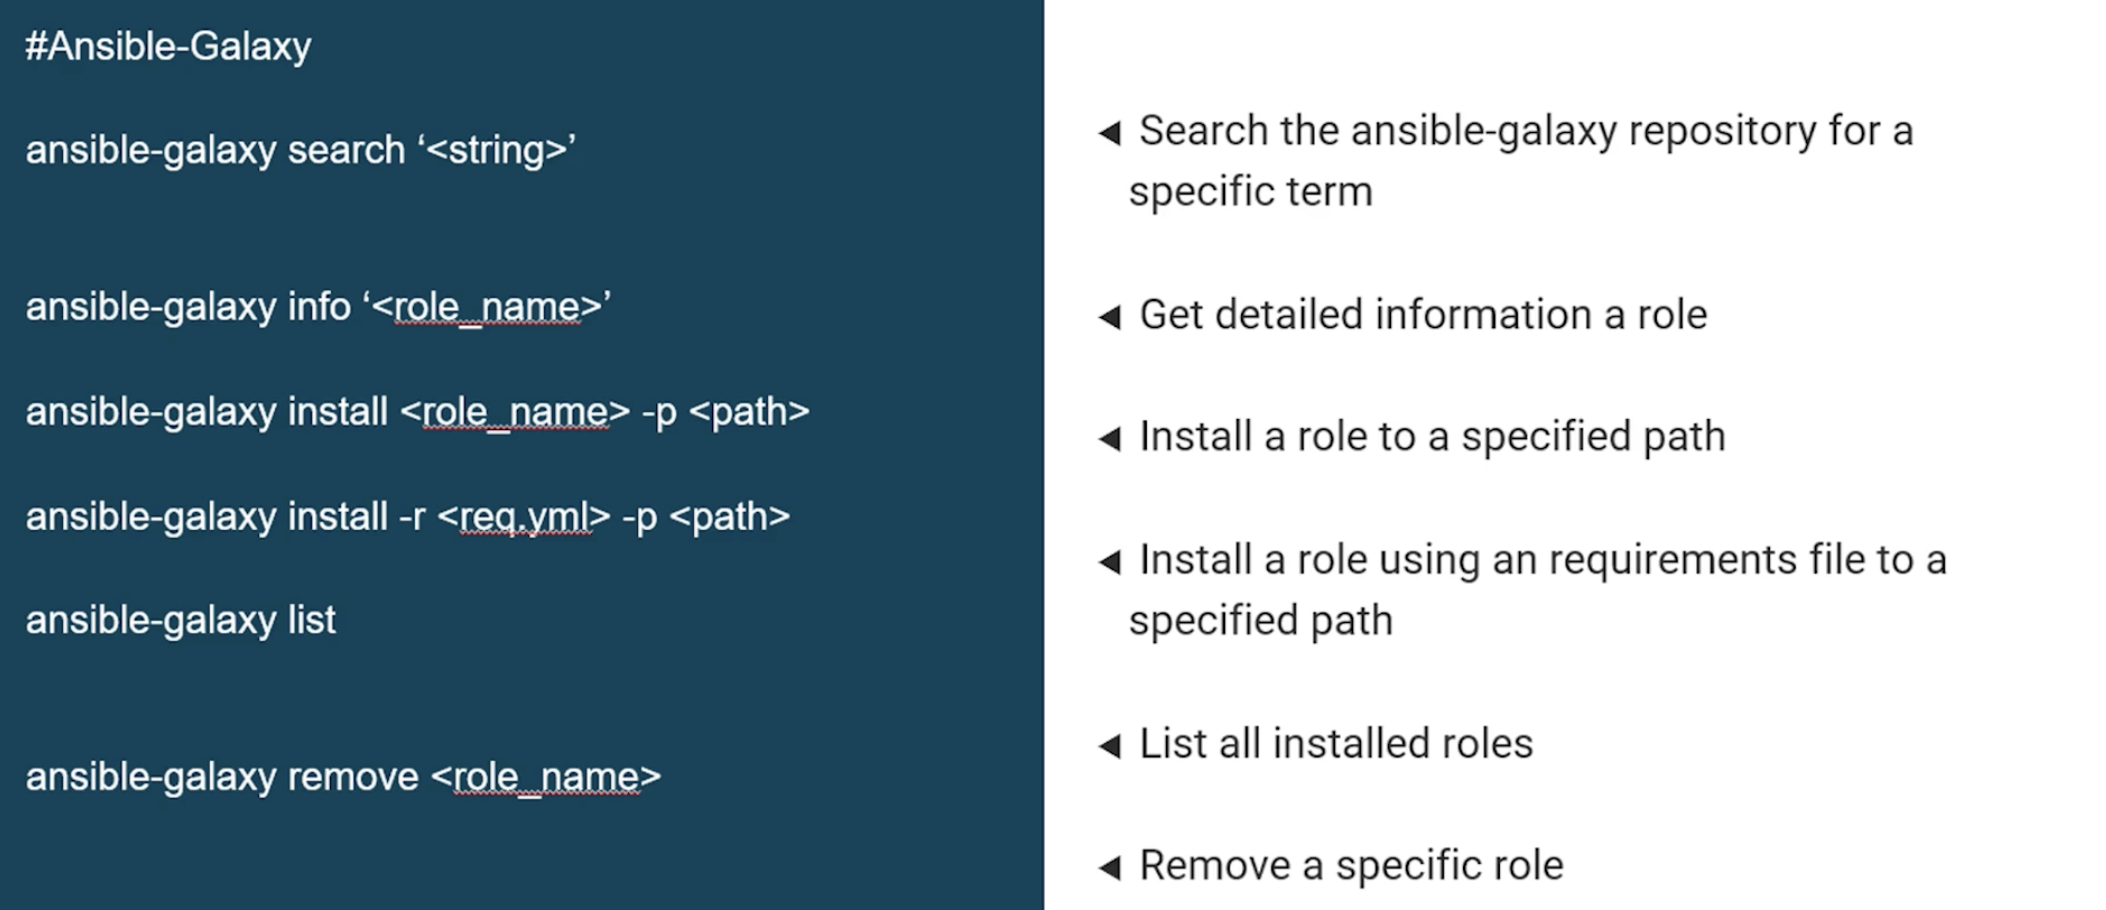 #Ansible-Galaxy
ansible-galaxy search ‘<string>’
ansible-galaxy info ‘<role_name>’
ansible-galaxy install <role_name> -p <path>
ansible-galaxy install -r <req.yml> -p <path>
ansible-galaxy list
ansible-galaxy remove <role_name>
◄ Search the ansible-galaxy repository for a
specific term
◄ Get detailed information a role
◄ Install a role to a specified path
◄ Install a role using an requirements file to a
specified path
◄ List all installed roles
◄ Remove a specific role